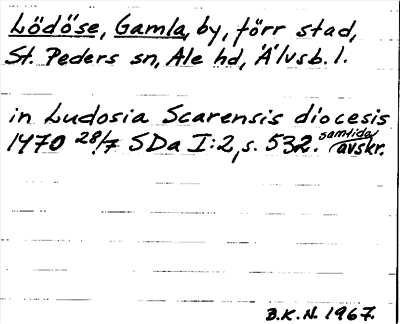 Lödöse, Gamla, by, förr stad,
St. Peders sn, Ale hd, Älvsb. l.
in Ludosia Scarensis diocesis
1470 28/7 SDa I:2, s. 532. samtida avskr.
B.K.N. 1967.